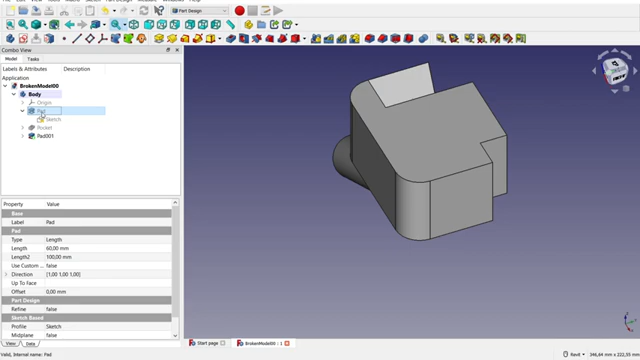 Part Design
Combo View
Model Tasks
Labels & Attributes Description
Application
BrokenModel00
Body
Origin
Pad
Sketch
Pocket
Pad001
Property Value
Base
Label Pad
Pad
Type Length
Length 60,00 mm
Length2 100,00 mm
Use Custom ... false
Direction [1,00 1,00 1,00]
Up To Face
Offset 0,00 mm
Part Design
Refine false
Sketch Based
Profile Sketch
Midplane false
View Data
Start page BrokenModel00 : 1
Valid, Internal name: Pad
Revit 346,64 mm x 222,55 mm